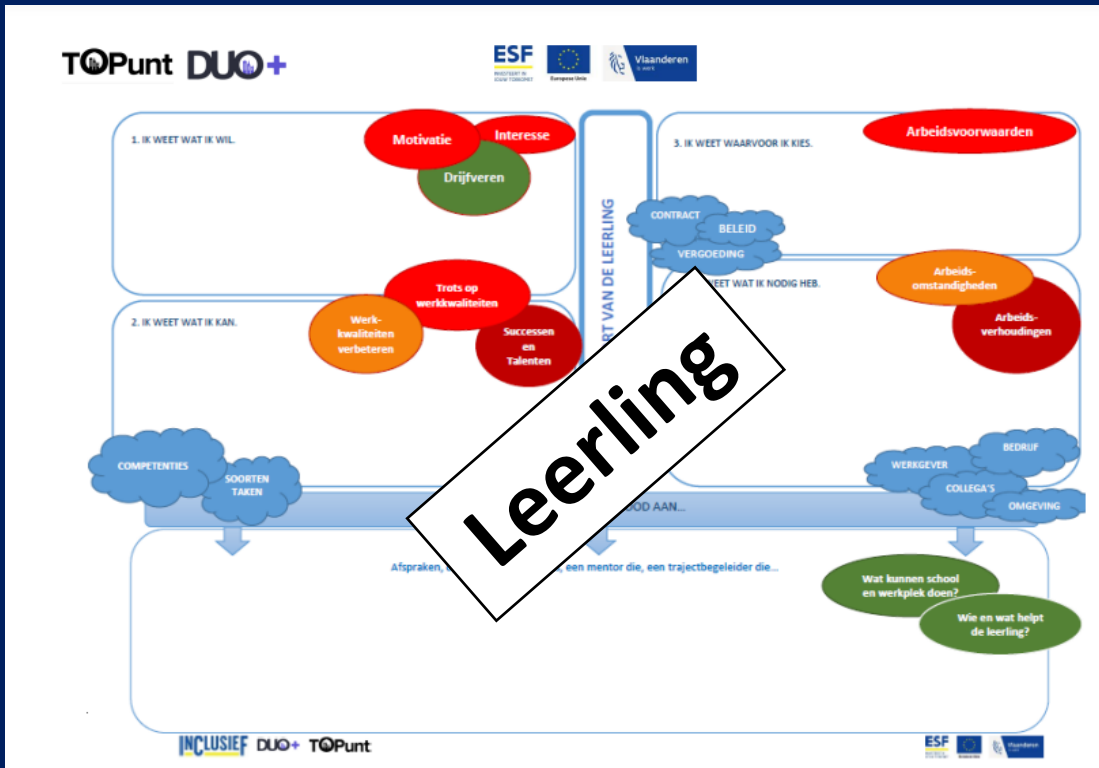 TOPunt DUO+
ESF
INVESTEERT IN
JOUW TOEKOMST
Europese Unie
Vlaanderen
is werk
1. IK WEET WAT IK WIL.
Motivatie
Interesse
Drijfveren
3. IK WEET WAARVOOR IK KIES.
Arbeidsvoorwaarden
CONTRACT
BELEID
VERGOEDING
RT VAN DE LEERLING
2. IK WEET WAT IK KAN.
Trots op
werkkwaliteiten
Werk-
kwaliteiten
verbeteren
Successen
en
Talenten
EET WAT IK NODIG HEB.
Arbeids-
omstandigheden
Arbeids-
verhoudingen
Leerling
COMPETENTIES
SOORTEN
TAKEN
WERKGEVER
BEDRIJF
COLLEGA'S
OMGEVING
OOD AAN...
Afspraken, een mentor die, een trajectbegeleider die...
Wat kunnen school
en werkplek doen?
Wie en wat helpt
de leerling?
INCLUSIEF DUO+ TOPunt
ESF
Vlaanderen